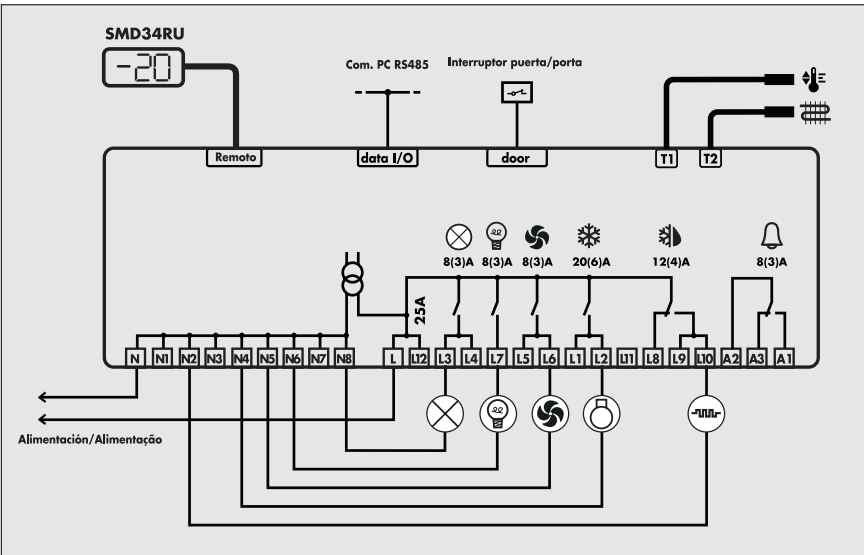 SMD34RU
-20
Com. PC RS485
Interruptor puerta/porta
Remoto
data I/O
door
T1
T2
8(3)A 8(3)A 8(3)A 20(6)A 12(4)A 8(3)A
25A
N N1 N2 N3 N4 N5 N6 N7 N8 L L12 L3 L4 L7 L5 L6 L1 L2 L11 L8 L9 L10 A2 A3 A1
Alimentación/Alimentação